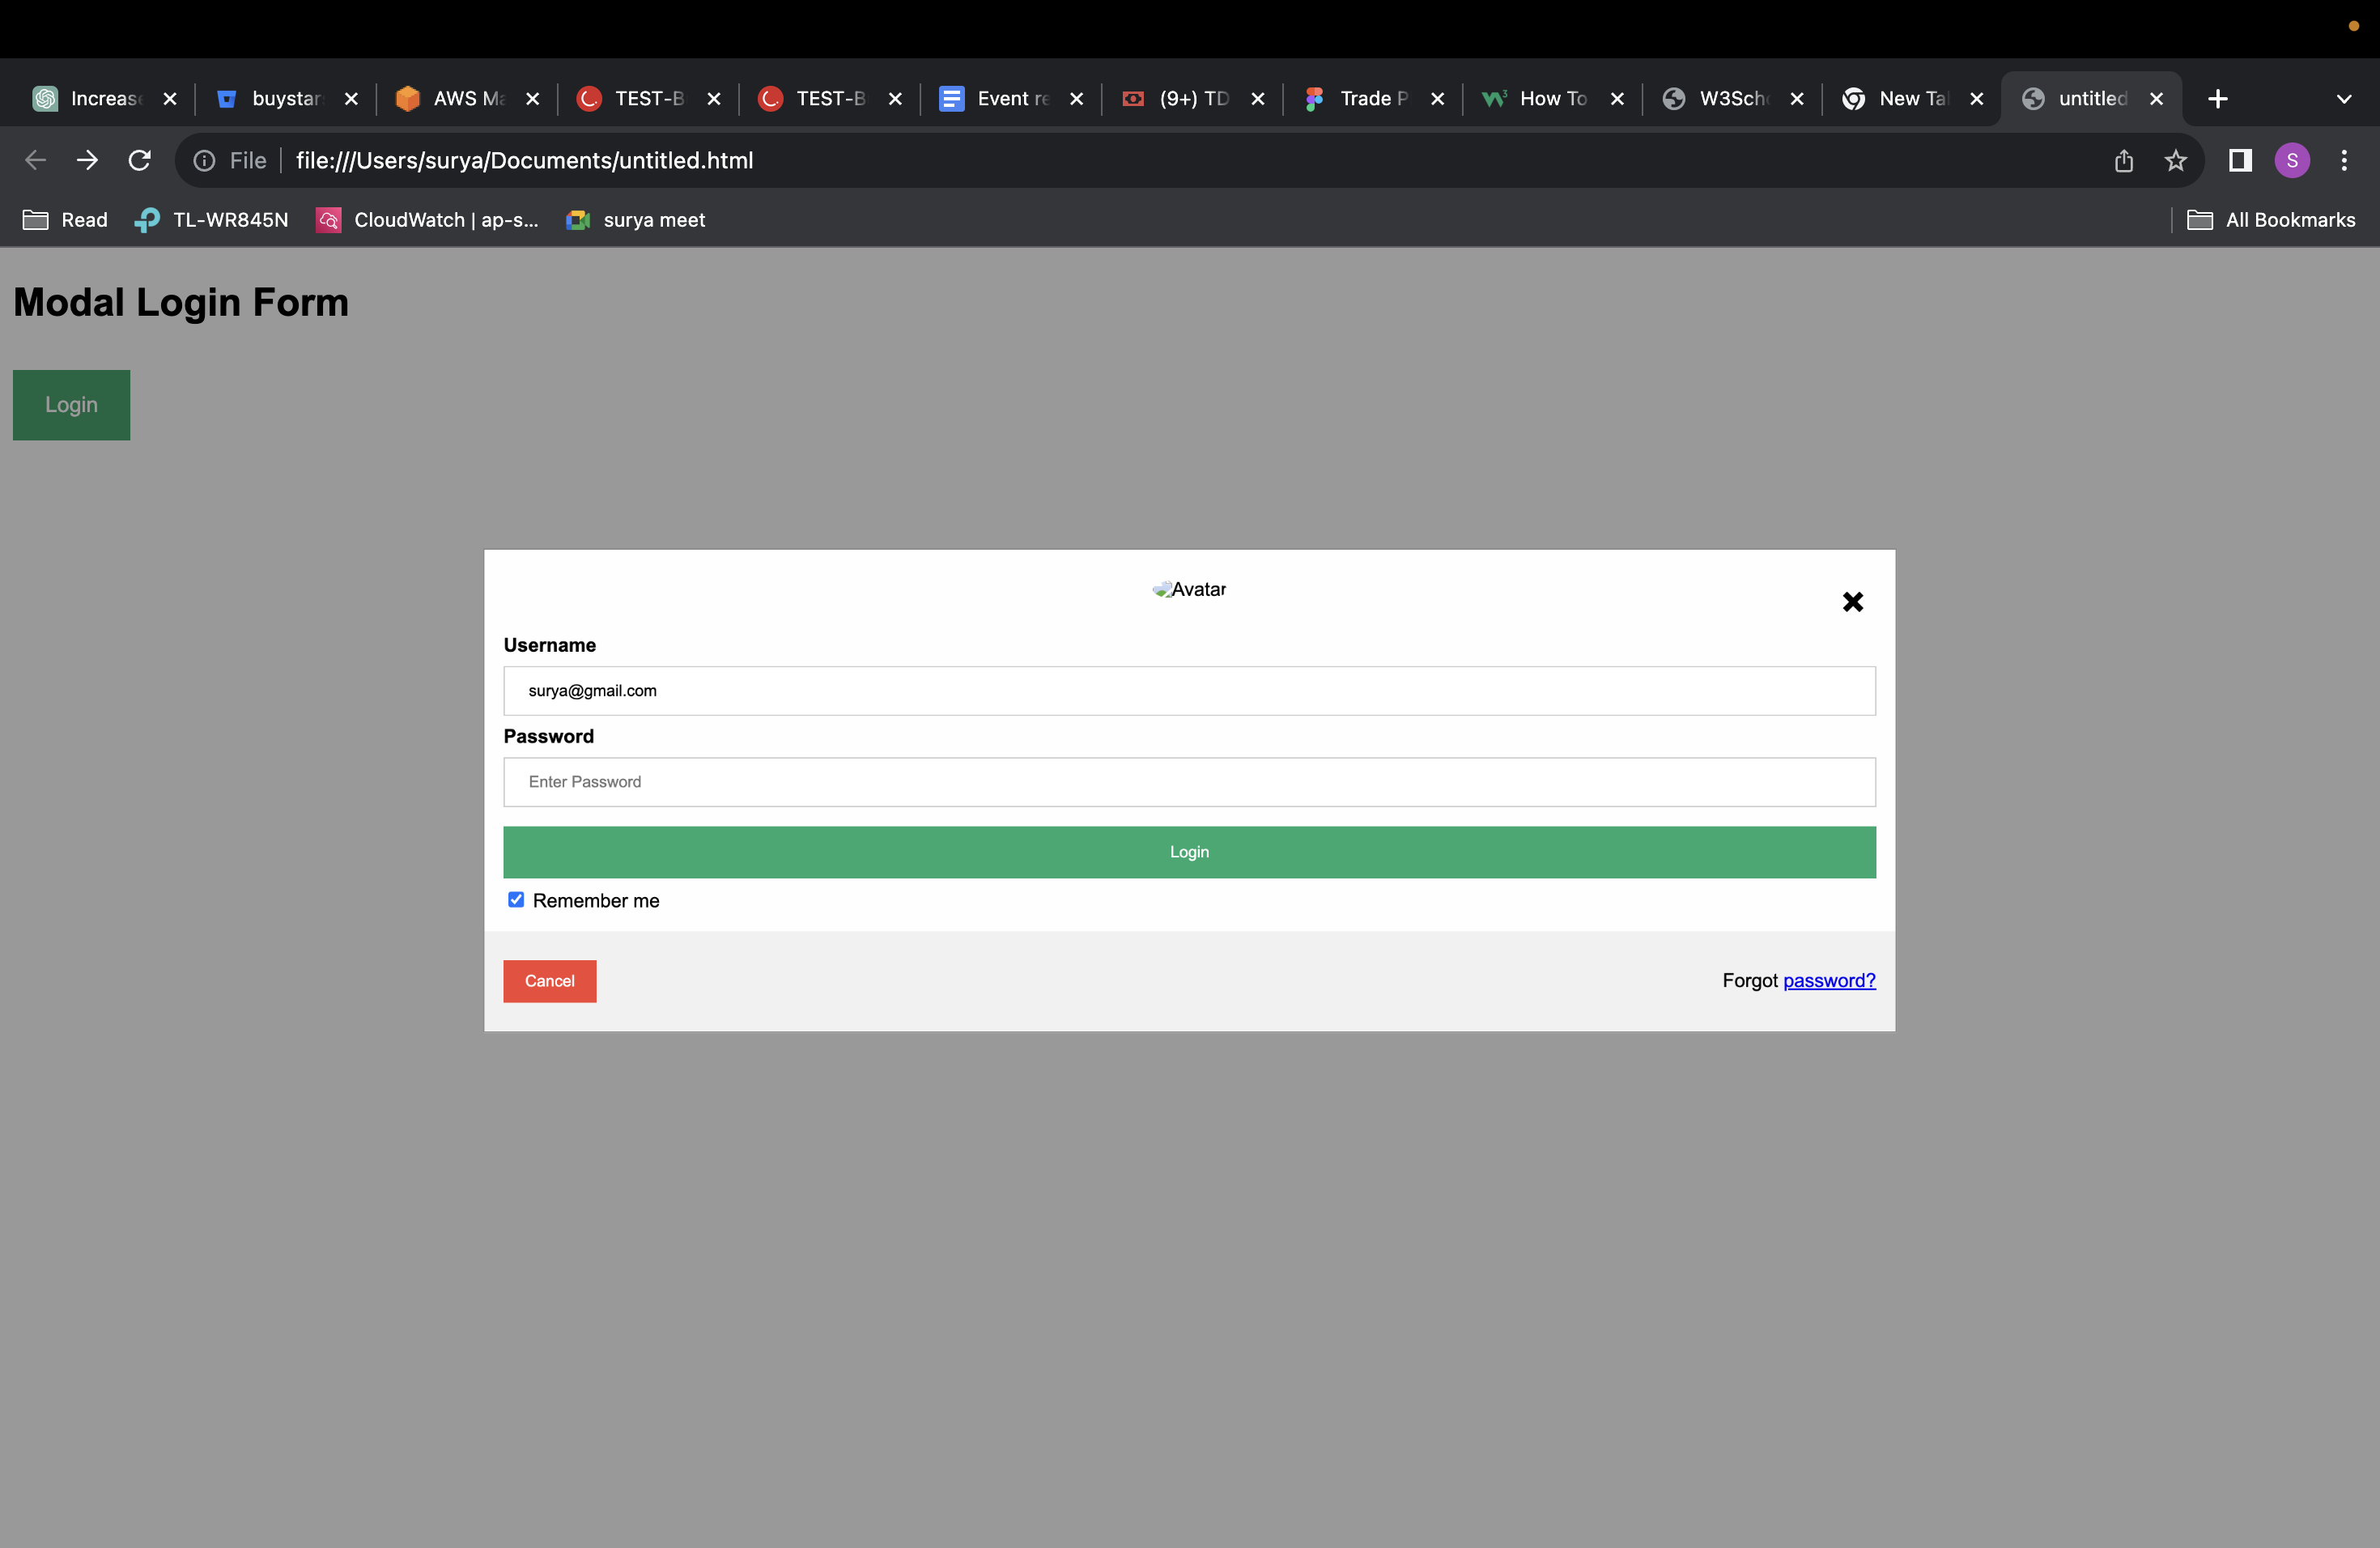 Increas buystar AWS Ma TEST-B TEST-B Event re (9+) TD Trade P How To W3Sch New Ta untitled
File file:///Users/surya/Documents/untitled.html S
Read TL-WR845N CloudWatch | ap-s... surya meet All Bookmarks
Modal Login Form
Login
Avatar
Username
surya@gmail.com
Password
Enter Password
Login
Remember me
Cancel Forgot password?